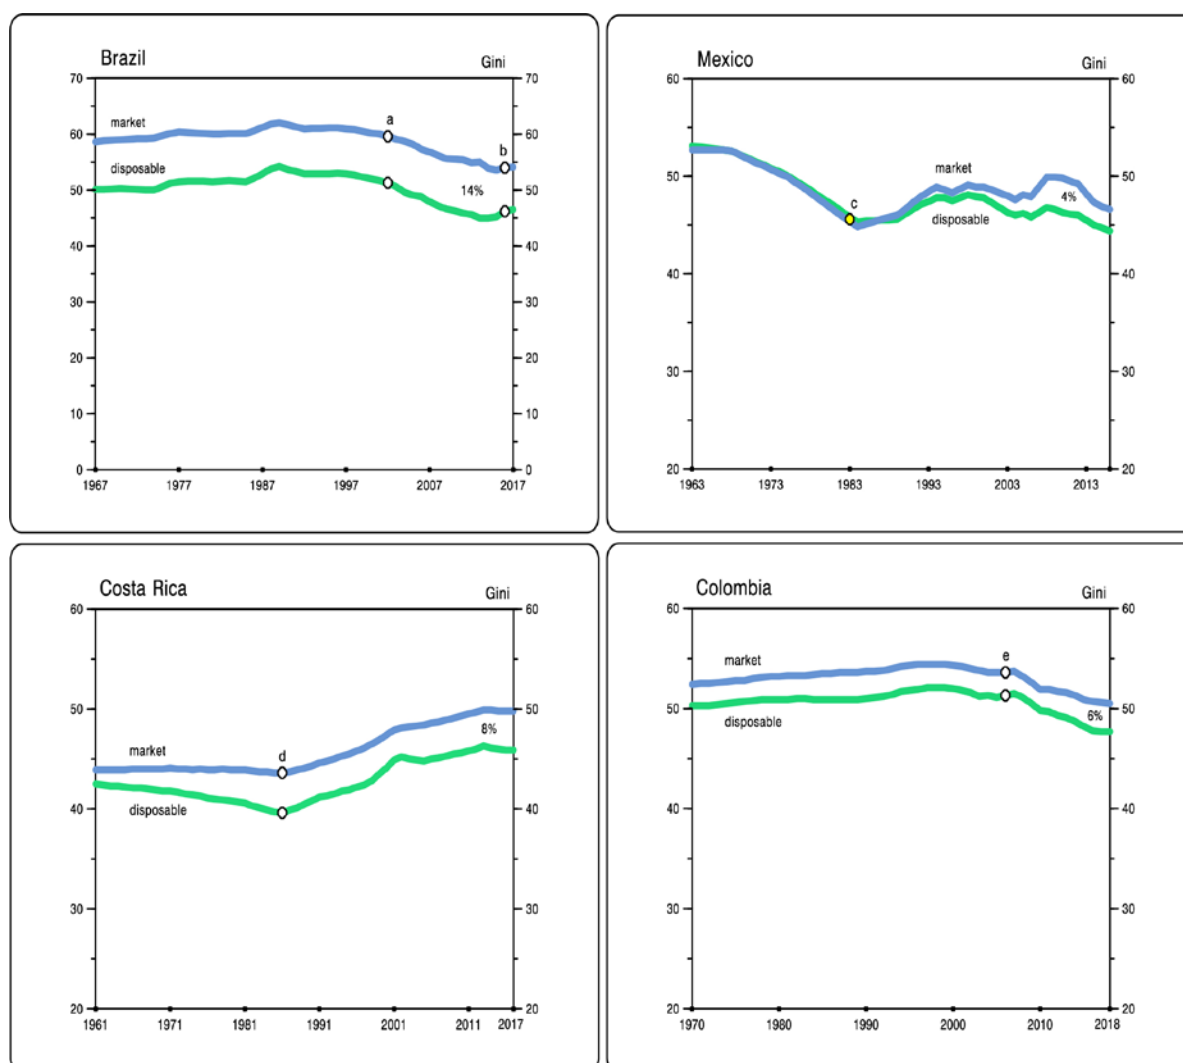 Brazil
Gini
70 70
60 60
50 50
40 40
30 30
20 20
10 10
0 0
market
disposable
a
b
14%
1967 1977 1987 1997 2007 2017
Mexico
Gini
60 60
50 50
40 40
30 30
20 20
market
disposable
c
4%
1963 1973 1983 1993 2003 2013
Costa Rica
Gini
60 60
50 50
40 40
30 30
20 20
market
disposable
d
8%
1961 1971 1981 1991 2001 2011 2017
Colombia
Gini
60 60
50 50
40 40
30 30
20 20
market
disposable
e
6%
1970 1980 1990 2000 2010 2018